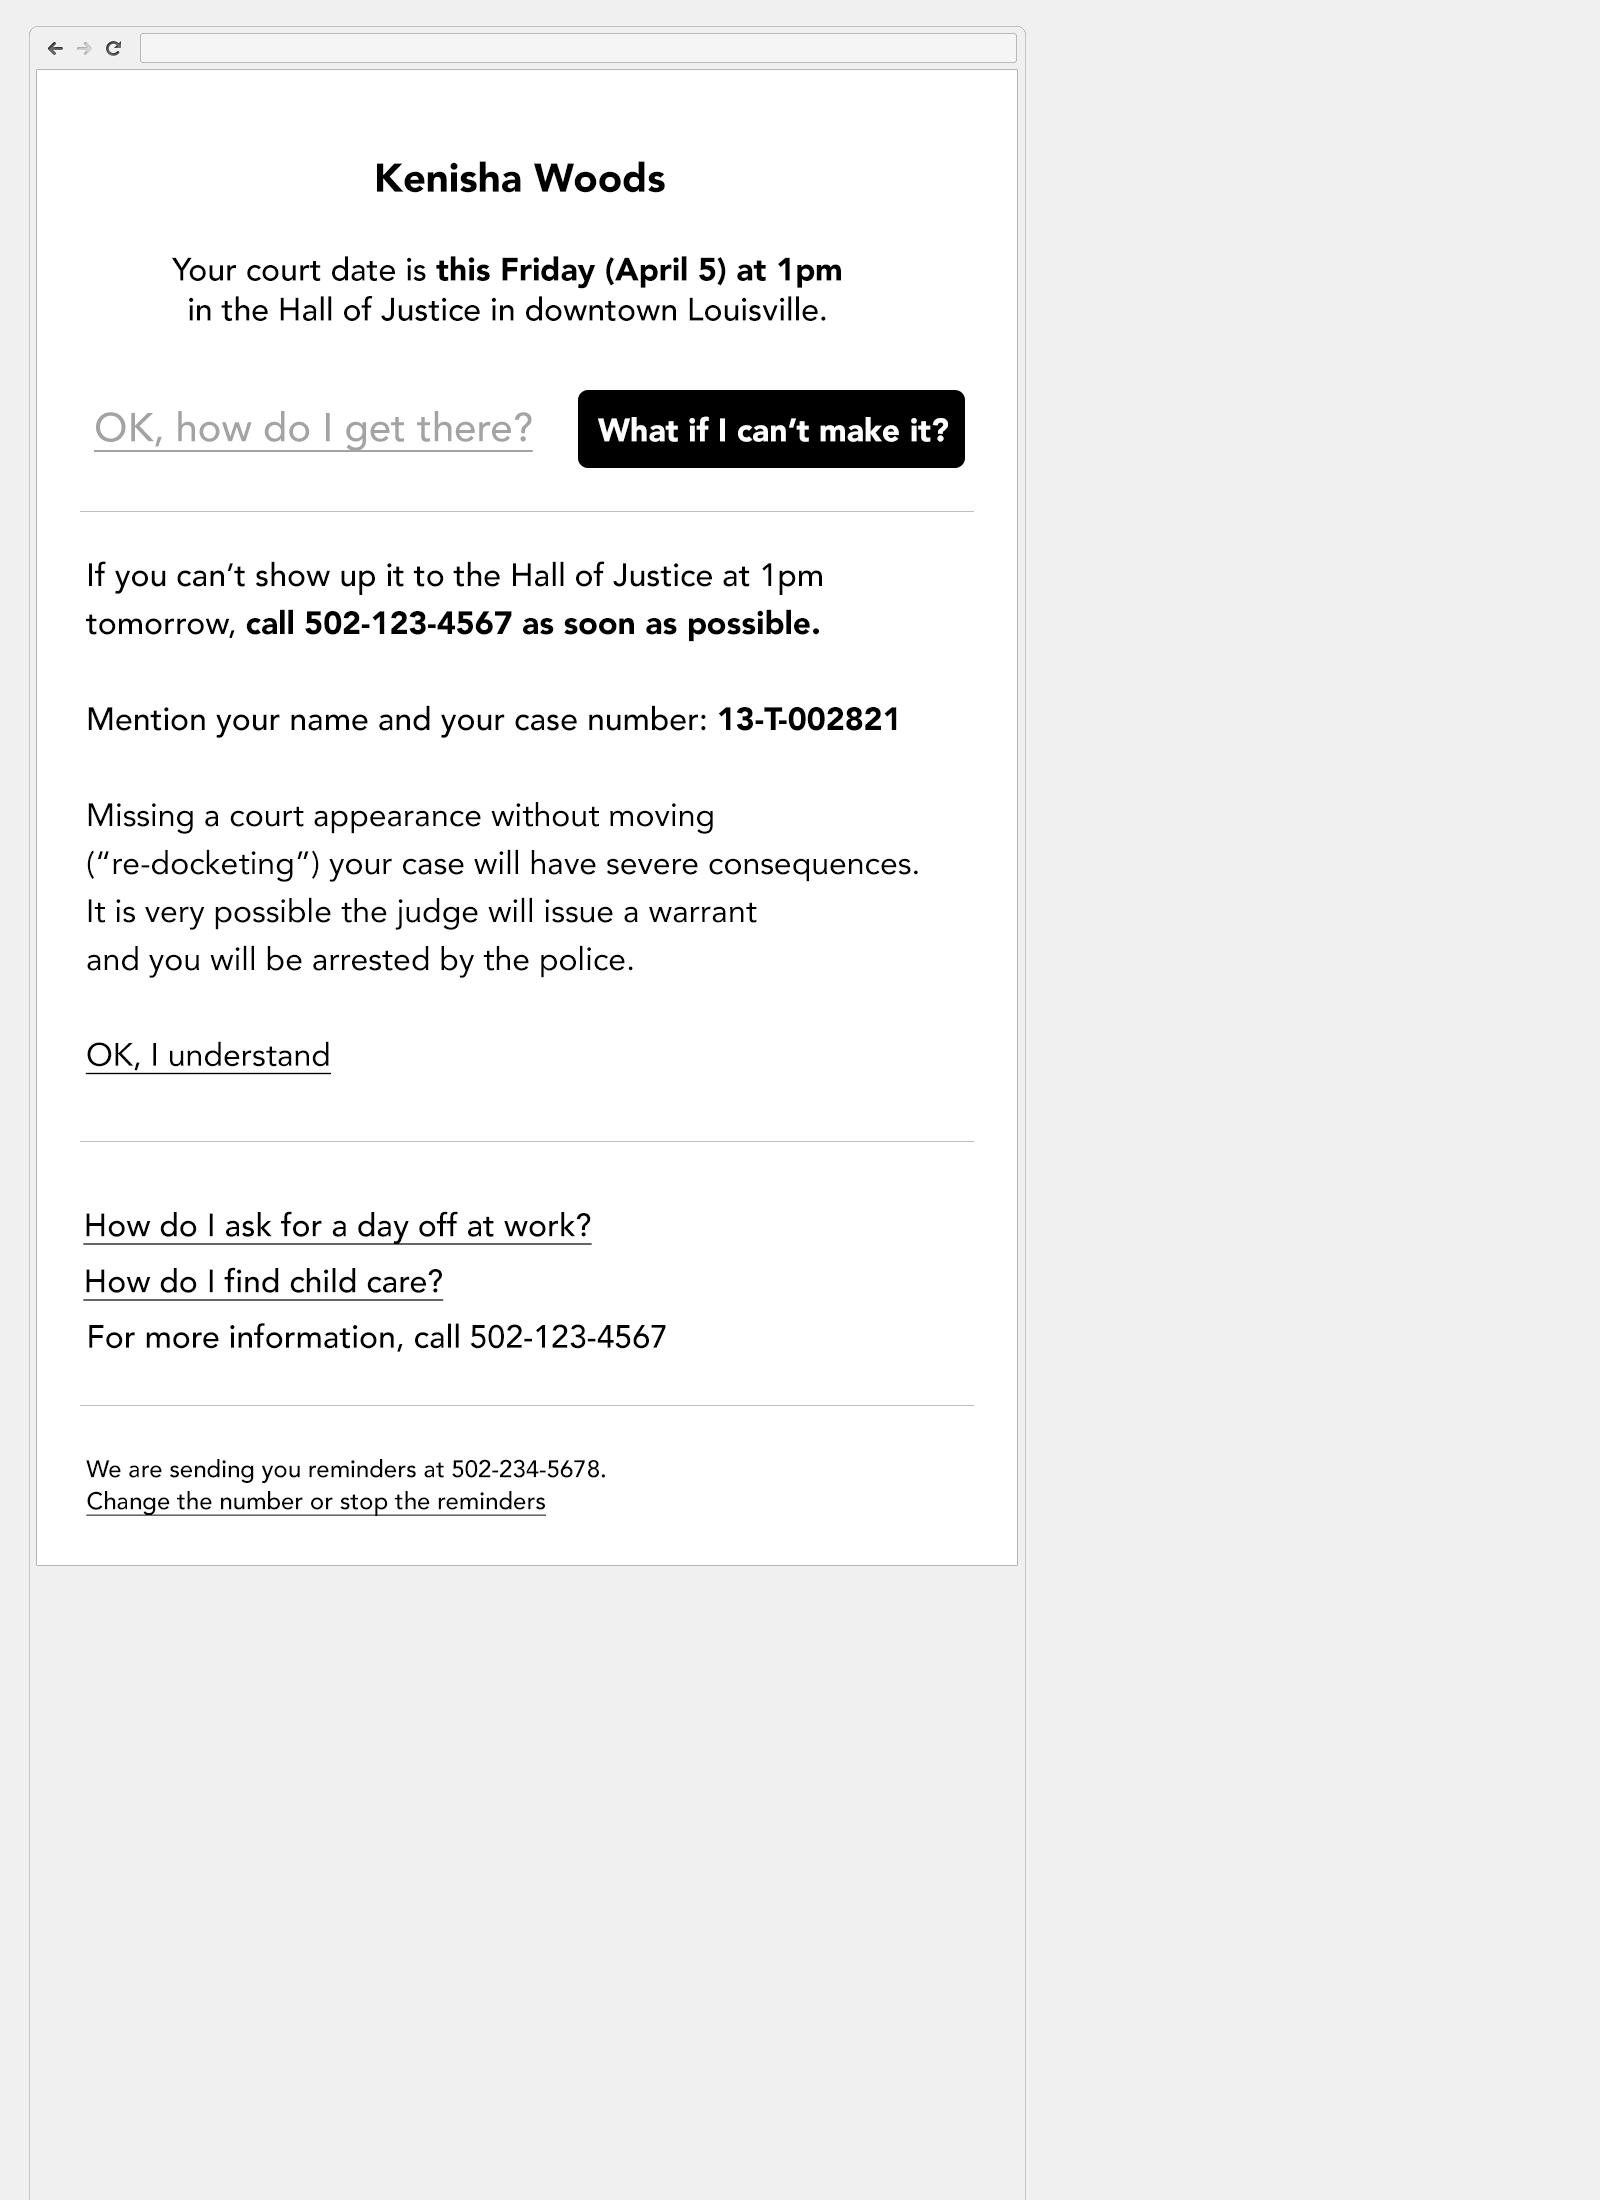 Kenisha Woods
Your court date is this Friday (April 5) at 1pm
in the Hall of Justice in downtown Louisville.
OK, how do I get there?
What if I can’t make it?
If you can’t show up it to the Hall of Justice at 1pm
tomorrow, call 502-123-4567 as soon as possible.
Mention your name and your case number: 13-T-002821
Missing a court appearance without moving
(“re-docketing”) your case will have severe consequences.
It is very possible the judge will issue a warrant
and you will be arrested by the police.
OK, I understand
How do I ask for a day off at work?
How do I find child care?
For more information, call 502-123-4567
We are sending you reminders at 502-234-5678.
Change the number or stop the reminders